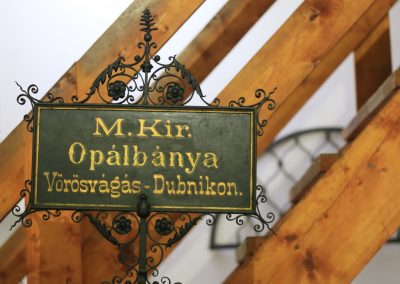 M. Kir.
Opálbánya
Vörösvágás - Dubnikon.